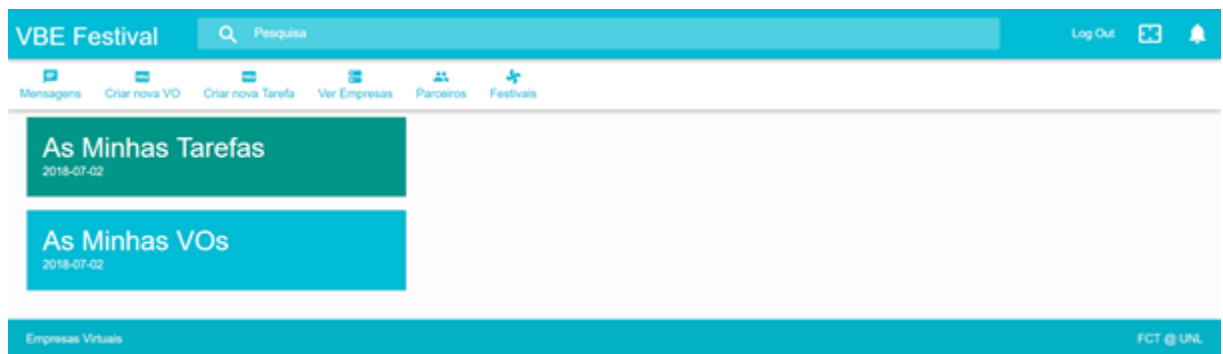 VBE Festival Pesquisa Log Out
Mensagens Criar nova VO Criar nova Tarefa Ver Empresas Parceiros Festivais
As Minhas Tarefas
2018-07-02
As Minhas VOs
2018-07-02
Empresas Virtuais FCT @ UNL